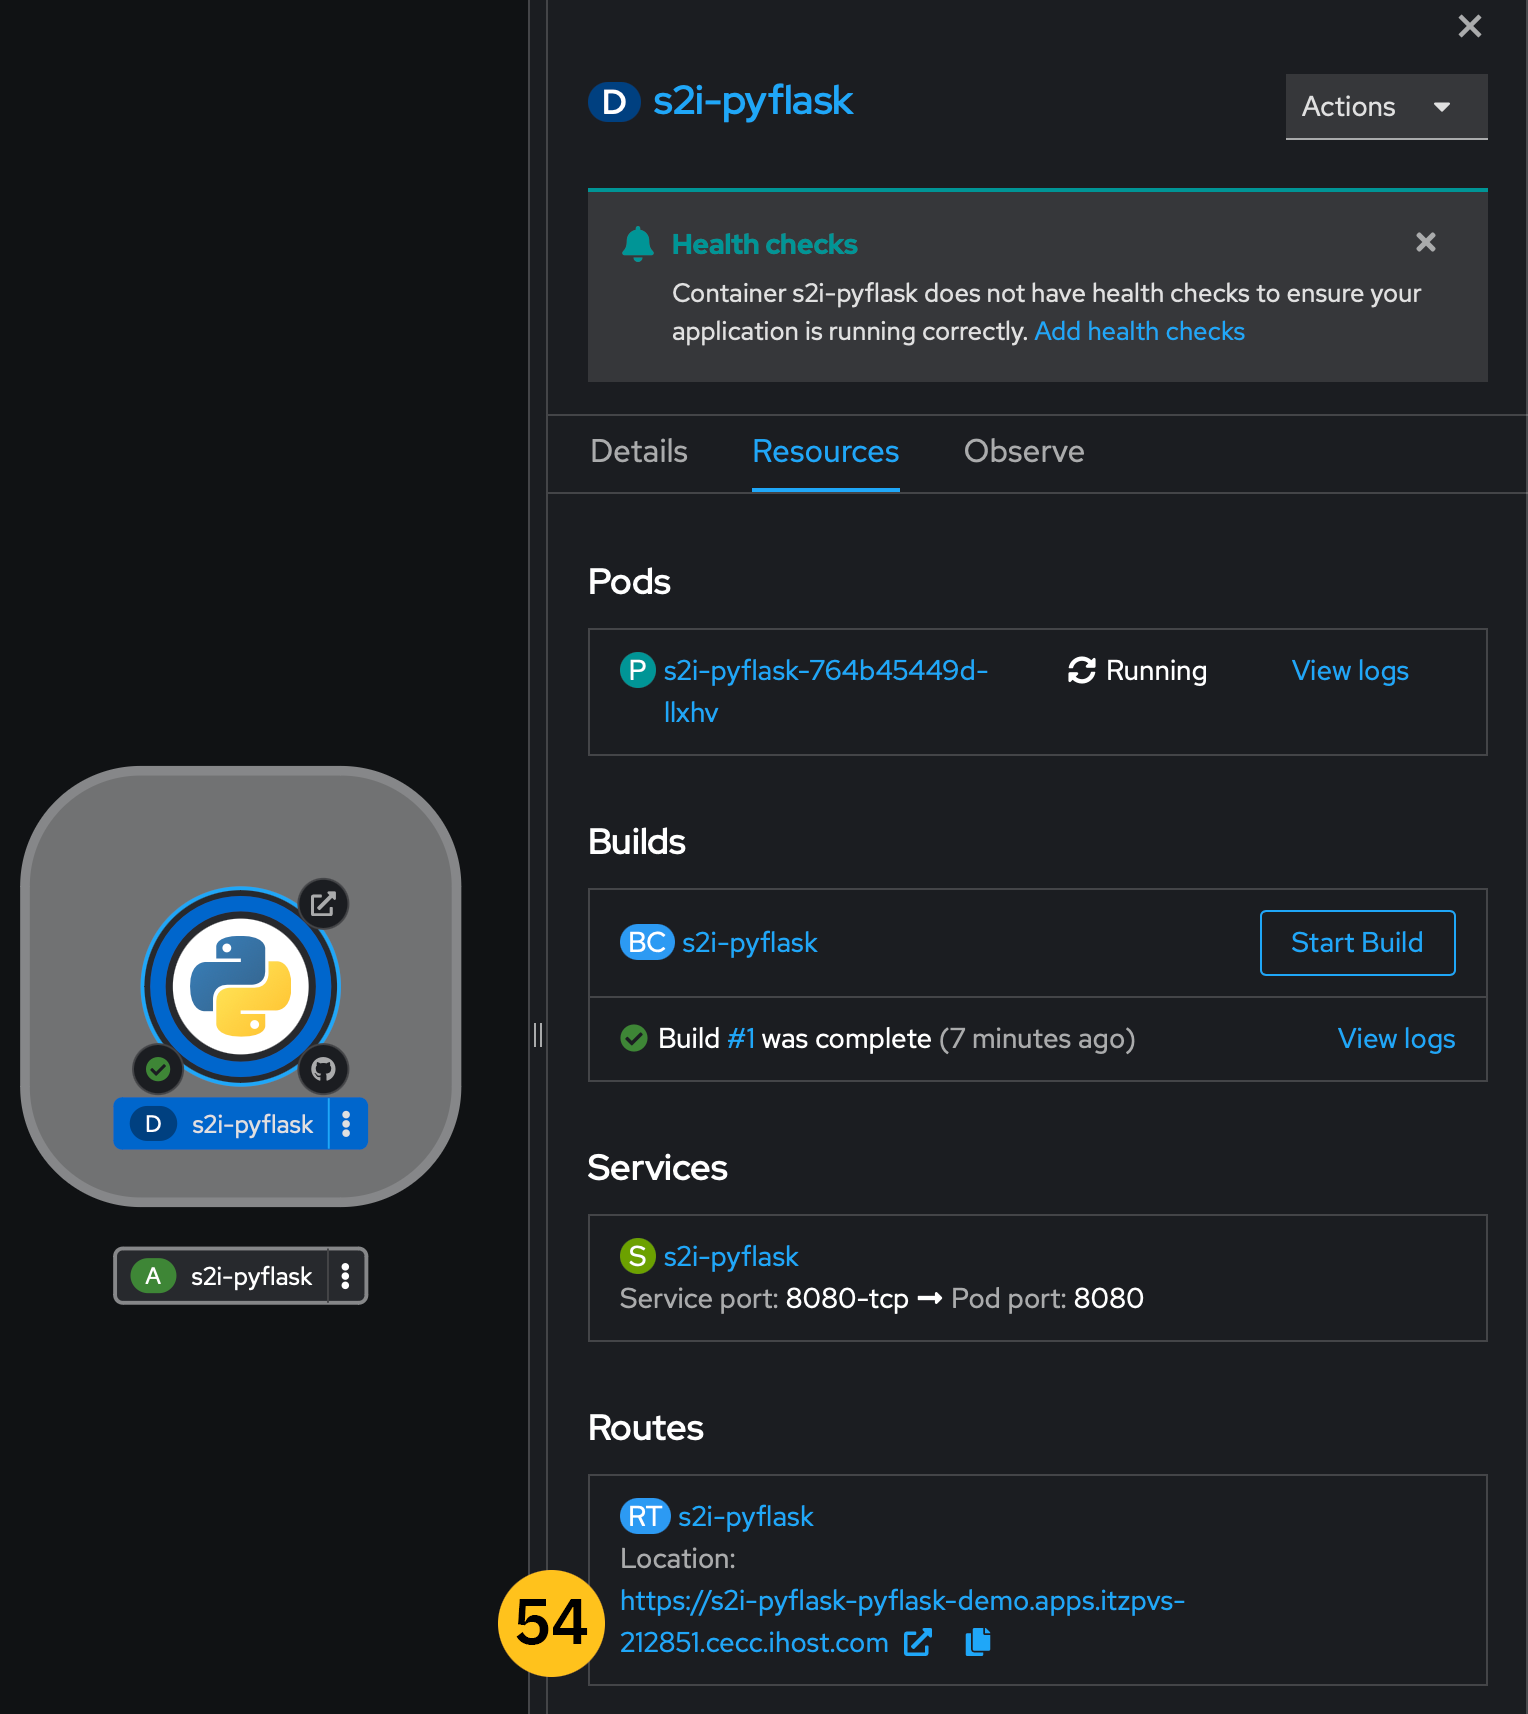 D s2i-pyflask
Actions
Health checks
Container s2i-pyflask does not have health checks to ensure your
application is running correctly. Add health checks
Details Resources Observe
Pods
P s2i-pyflask-764b45449d-
llxhv
Running
View logs
Builds
BC s2i-pyflask
Start Build
Build #1 was complete (7 minutes ago)
View logs
Services
S s2i-pyflask
Service port: 8080-tcp → Pod port: 8080
Routes
RT s2i-pyflask
Location:
https://s2i-pyflask-pyflask-demo.apps.itzpvs-
212851.cecc.ihost.com
54
D s2i-pyflask
A s2i-pyflask